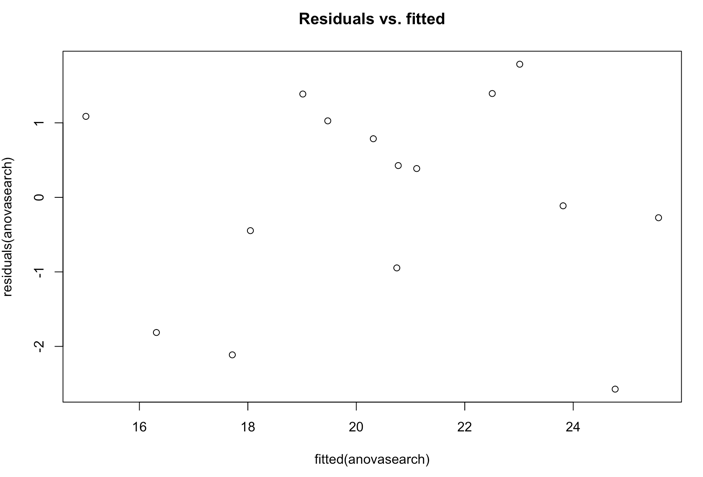 Residuals vs. fitted
residuals(anovasearch)
1
0
-1
-2
16 18 20 22 24
fitted(anovasearch)